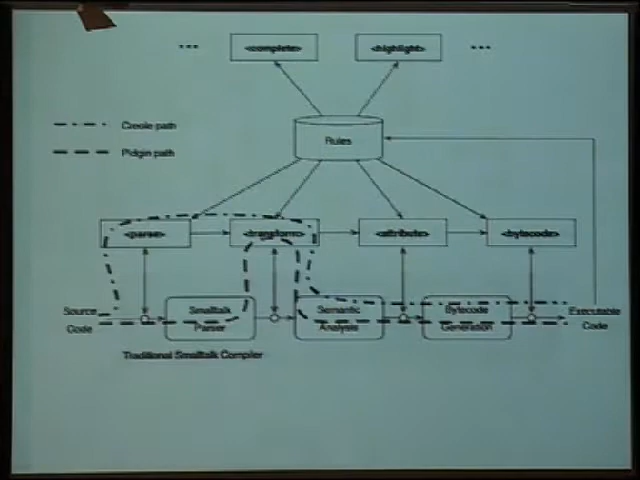 ... <complete> <highlight> ...
Creole path
Pidgin path
Rules
<parse> <transform> <attribute> <bytecode>
Source Code
Smalltalk Parser
Semantic Analysis
Bytecode Generation
Executable Code
Traditional Smalltalk Compiler